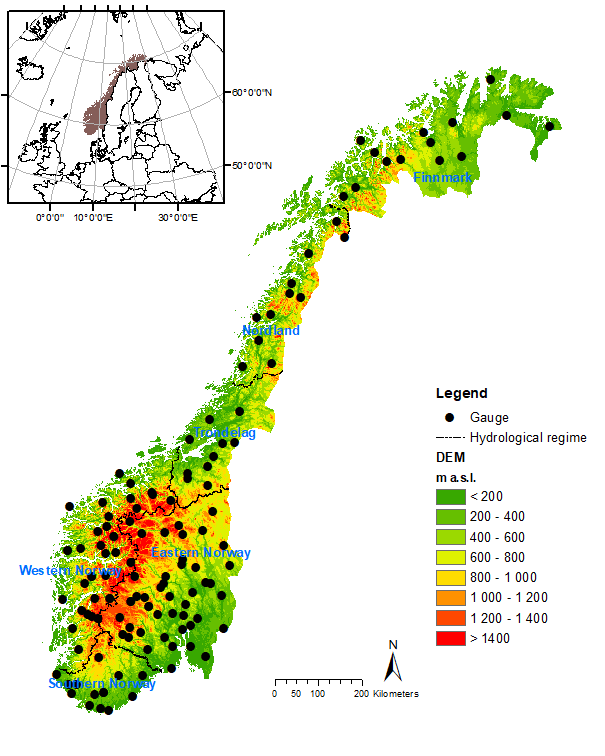 60°0'0"N
50°0'0"N
0°0'0" 10°0'0"E 30°0'0"E
Finnmark
Nordland
Trondelag
Eastern Norway
Western Norway
Southern Norway
Legend
Gauge
Hydrological regime
DEM
m a.s.l.
< 200
200 - 400
400 - 600
600 - 800
800 - 1 000
1 000 - 1 200
1 200 - 1 400
> 1400
N
0 50 100 200 Kilometers